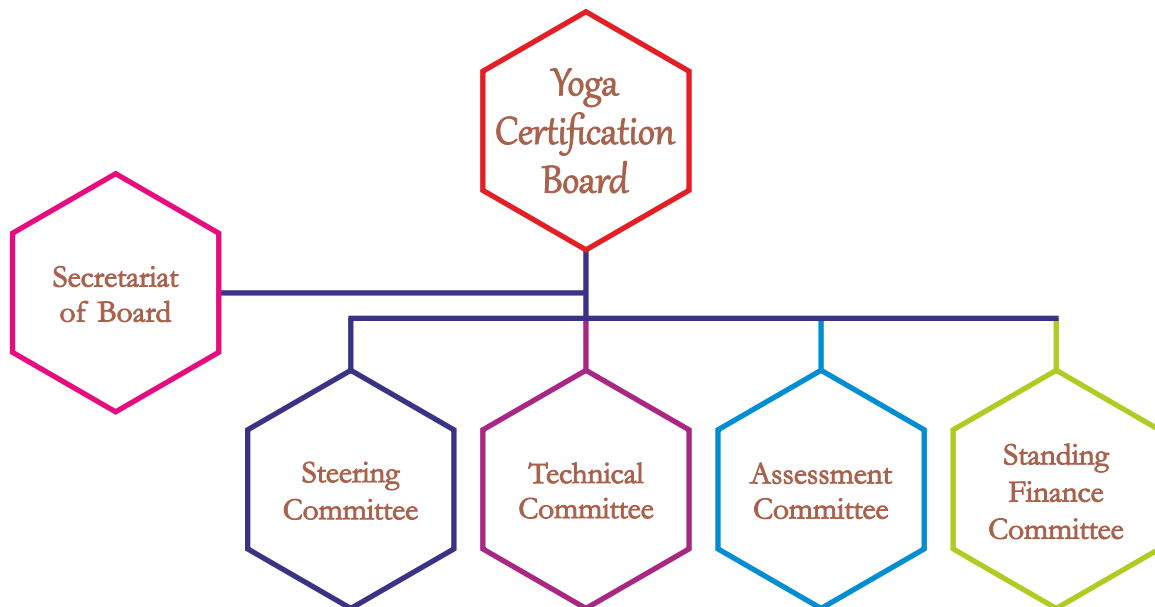 Yoga
Certification
Board
Secretariat
of Board
Steering
Committee
Technical
Committee
Assessment
Committee
Standing
Finance
Committee